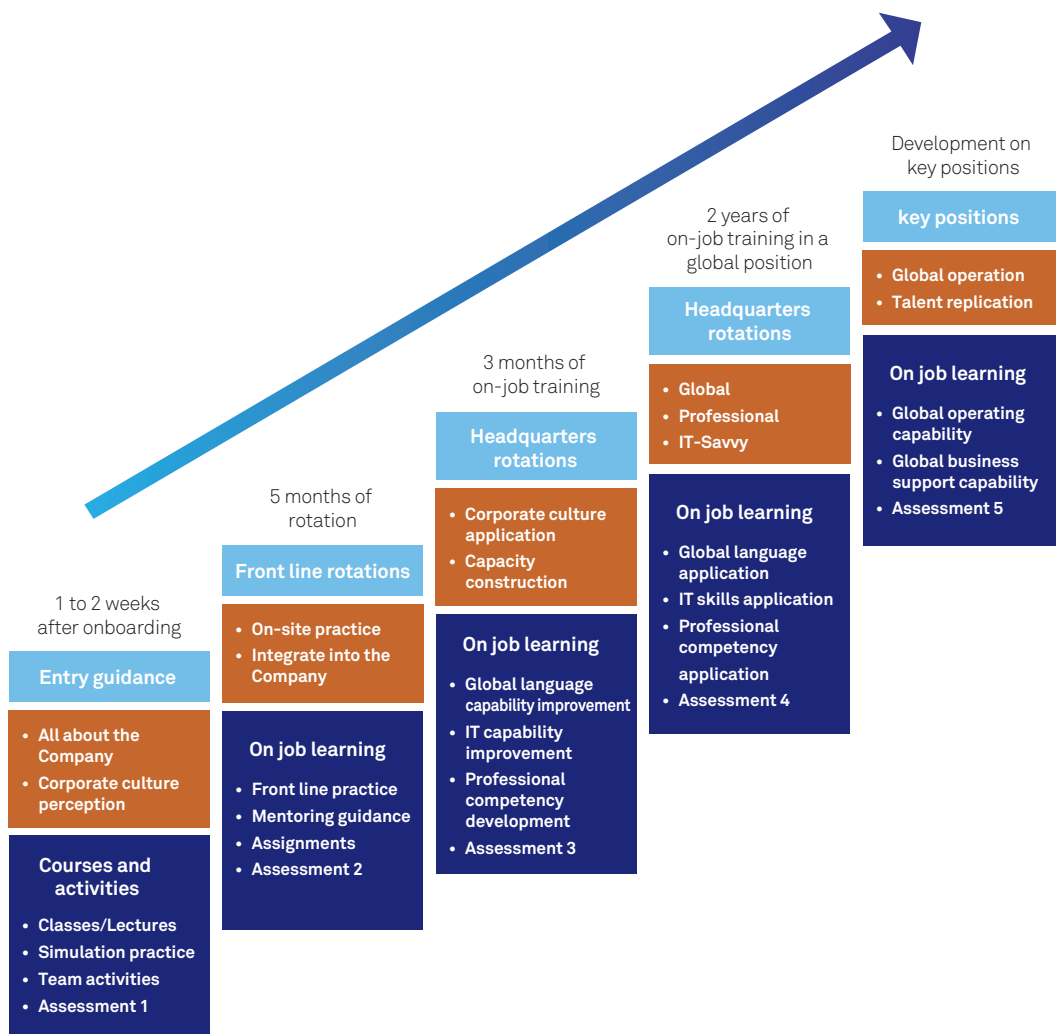 1 to 2 weeks
after onboarding
Entry guidance
• All about the
Company
• Corporate culture
perception
Courses and
activities
• Classes/Lectures
• Simulation practice
• Team activities
• Assessment 1
5 months of
rotation
Front line rotations
• On-site practice
• Integrate into the
Company
On job learning
• Front line practice
• Mentoring guidance
• Assignments
• Assessment 2
3 months of
on-job training
Headquarters
rotations
• Corporate culture
application
• Capacity
construction
On job learning
• Global language
capability improvement
• IT capability
improvement
• Professional
competency
development
• Assessment 3
2 years of
on-job training in a
global position
Headquarters
rotations
• Global
• Professional
• IT-Savvy
On job learning
• Global language
application
• IT skills application
• Professional
competency
application
• Assessment 4
Development on
key positions
key positions
• Global operation
• Talent replication
On job learning
• Global operating
capability
• Global business
support capability
• Assessment 5